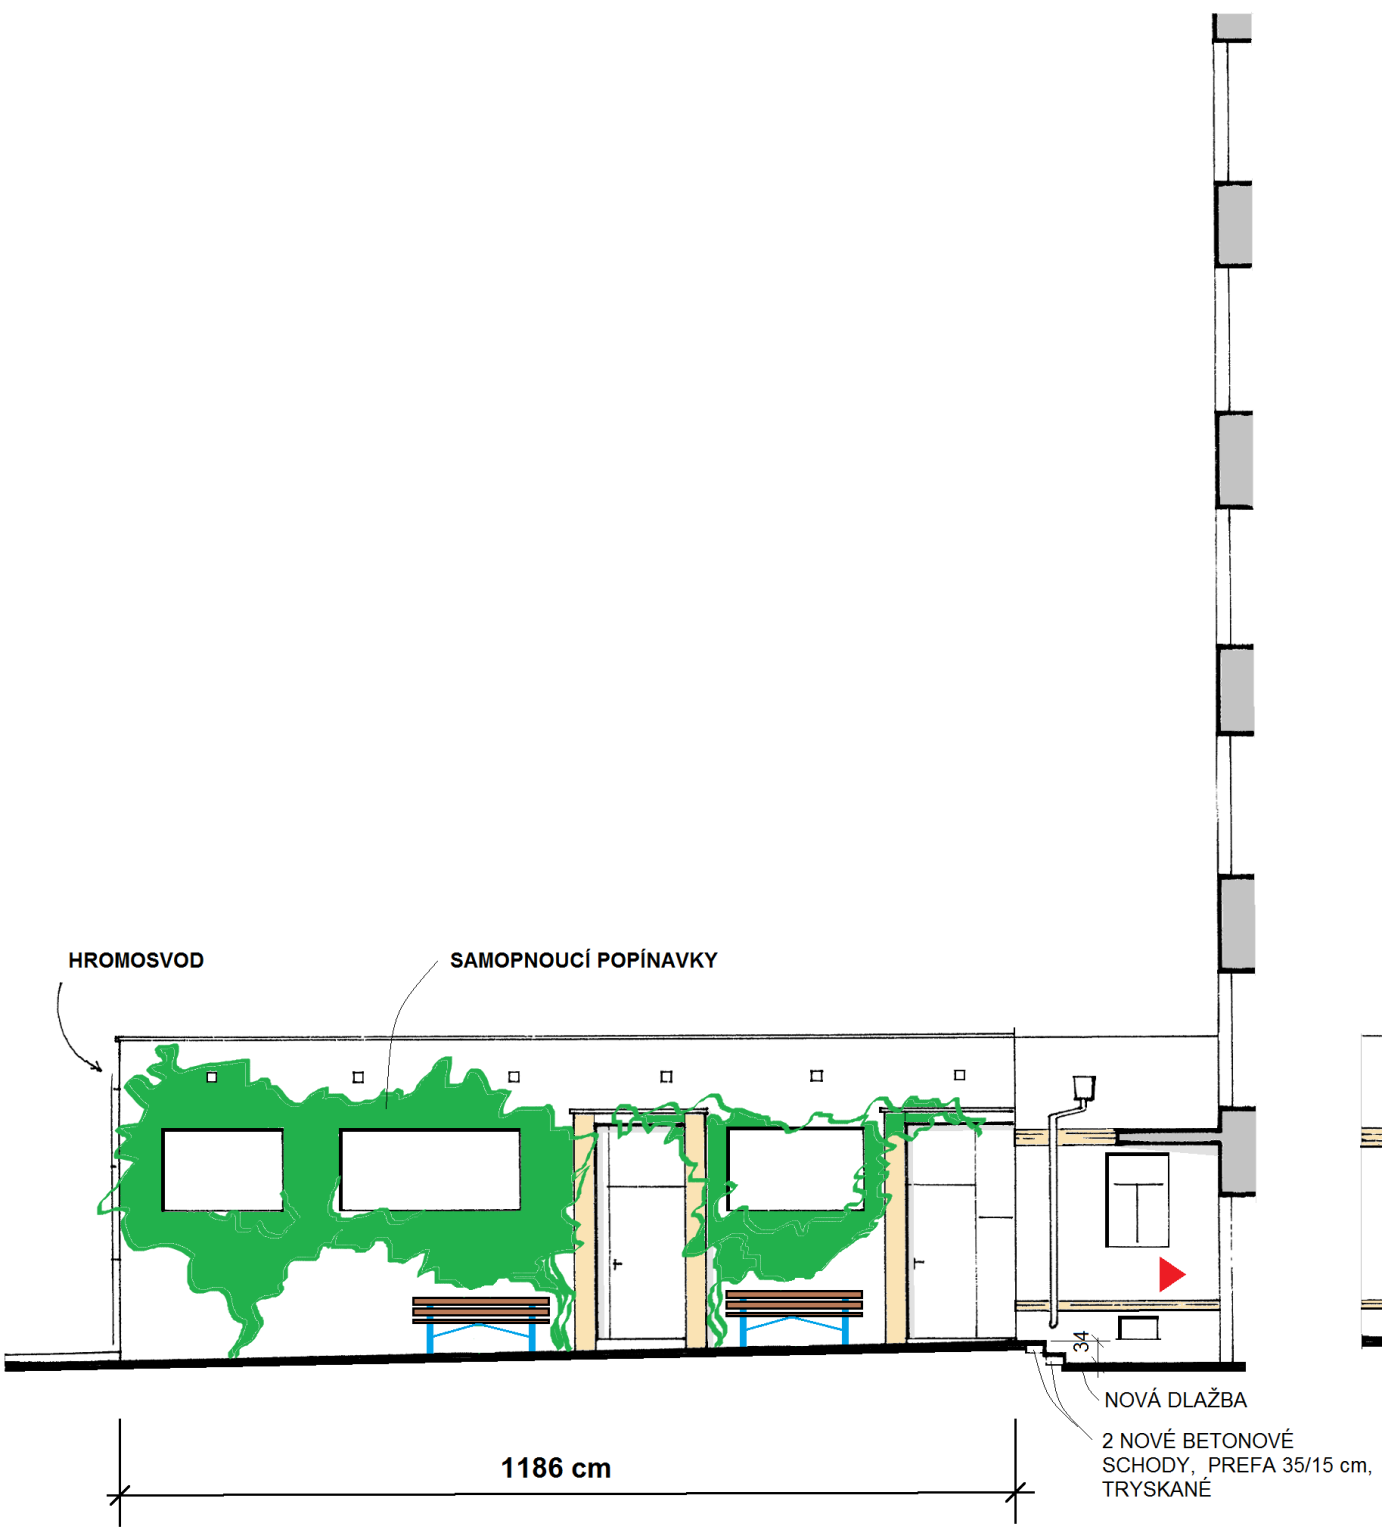 HROMOSVOD
SAMOPNOUCÍ POPÍNAVKY
34
NOVÁ DLAŽBA
2 NOVÉ BETONOVÉ
SCHODY, PREFA 35/15 cm,
TRYSKANÉ
1186 cm